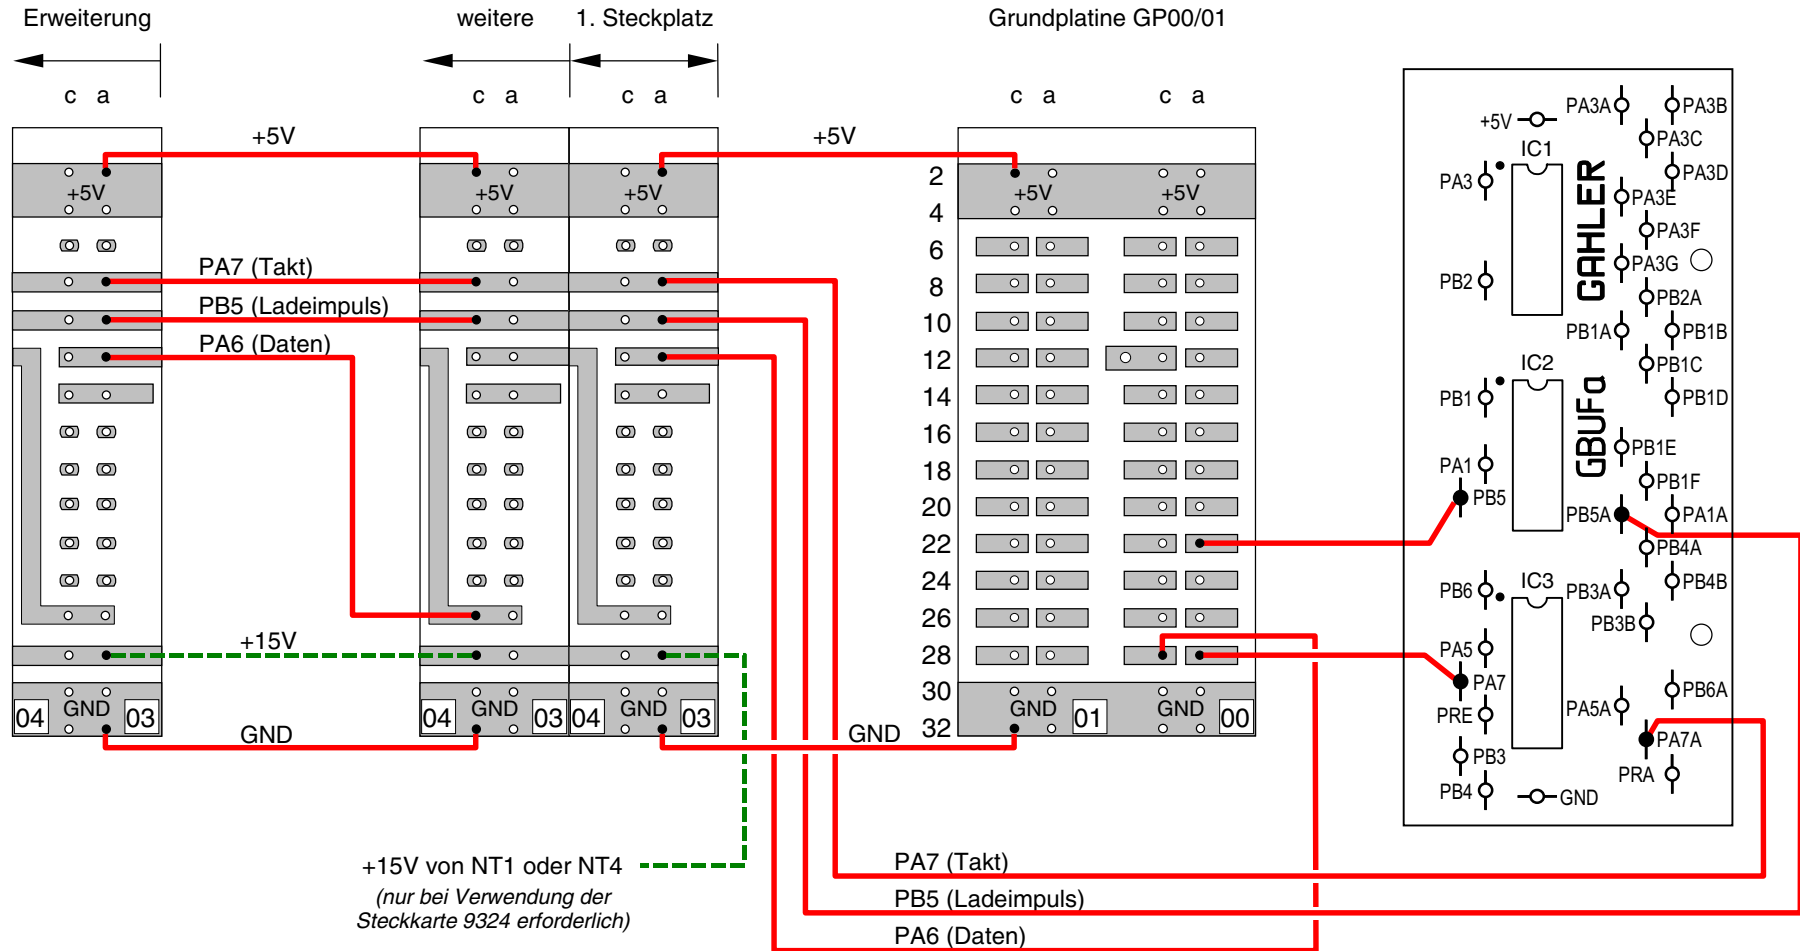 Erweiterung
weitere
1. Steckplatz
Grundplatine GP00/01
c a
c a
c a
c a
c a
+5V
+5V
+5V
+5V
+5V
+5V
+5V
PA7 (Takt)
PB5 (Ladeimpuls)
PA6 (Daten)
+15V
GND
04
GND
03
04
GND
03
04
03
GND
2
4
6
8
10
12
14
16
18
20
22
24
26
28
30
32
GND
01
GND
00
+15V von NT1 oder NT4
(nur bei Verwendung der
Steckkarte 9324 erforderlich)
PA7 (Takt)
PB5 (Ladeimpuls)
PA6 (Daten)
+5V
IC1
PA3
PB2
IC2
PB1
PA1
PB5
IC3
PB6
PA5
PA7
PRE
PB3
PB4
GND
GAHLER
GBUFa
PA3A
PA3B
PA3C
PA3D
PA3E
PA3F
PA3G
PB2A
PB1A
PB1B
PB1C
PB1D
PB1E
PB1F
PB5A
PA1A
PB4A
PB4B
PB3A
PB3B
PB6A
PA5A
PA7A
PRA